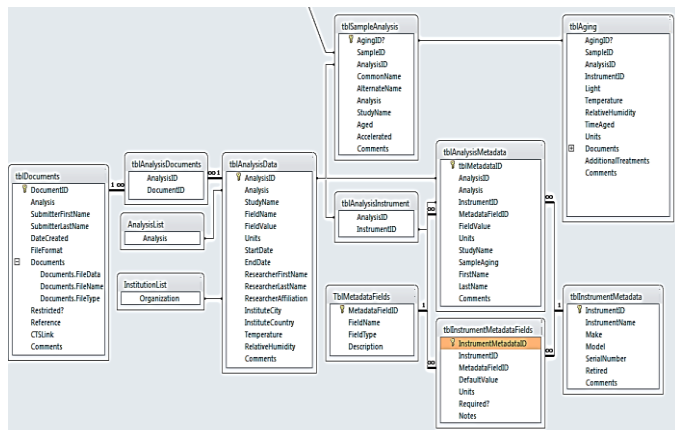 tblSampleAnalysis
AgingID?
SampleID
AnalysisID
CommonName
AlternateName
Analysis
StudyName
Aged
Accelerated
Comments
tblAging
AgingID?
SampleID
AnalysisID
InstrumentID
Light
Temperature
RelativeHumidity
TimeAged
Units
Documents
AdditionalTreatments
Comments
tblDocuments
DocumentID
Analysis
SubmitterFirstName
SubmitterLastName
DateCreated
FileFormat
Documents
Documents.FileData
Documents.FileName
Documents.FileType
Restricted?
Reference
CTSLink
Comments
1 ∞
tblAnalysisDocuments
AnalysisID
DocumentID
∞ 1
AnalysisList
Analysis
InstitutionList
Organization
tblAnalysisData
AnalysisID
Analysis
StudyName
FieldName
FieldValue
Units
StartDate
EndDate
ResearcherFirstName
ResearcherLastName
ResearcherAffiliation
InstituteCity
InstituteCountry
Temperature
RelativeHumidity
Comments
tblAnalysisInstrument
AnalysisID
InstrumentID
tblAnalysisMetadata
tblMetadataID
AnalysisID
Analysis
InstrumentID
MetadataFieldID
FieldValue
Units
StudyName
SampleAging
FirstName
LastName
Comments
∞
∞
TblMetadataFields
MetadataFieldID
FieldName
FieldType
Description
1
1
∞
∞
tblInstrumentMetadataFields
InstrumentMetadataID
InstrumentID
MetadataFieldID
DefaultValue
Units
Required?
Notes
tblInstrumentMetadata
InstrumentID
InstrumentName
Make
Model
SerialNumber
Retired
Comments